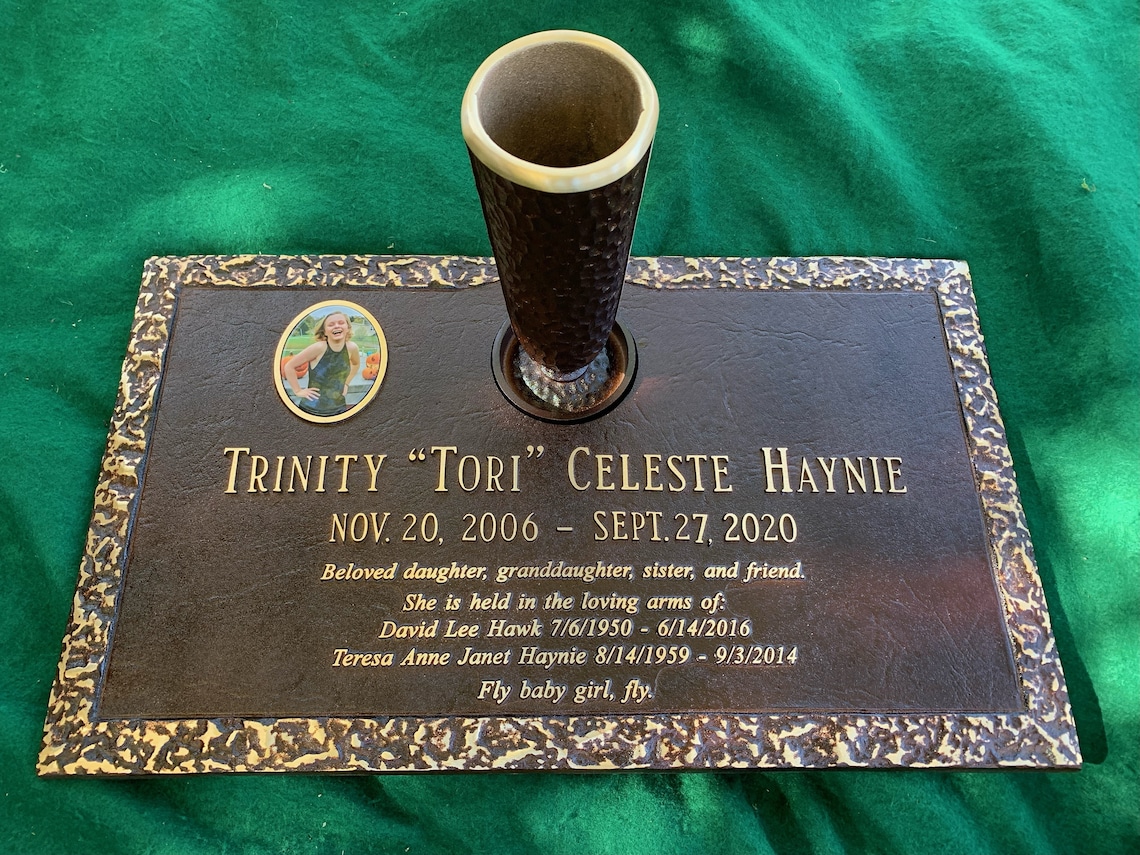 TRINITY “TORI” CELESTE HAYNIE
NOV. 20, 2006 – SEPT. 27, 2020
Beloved daughter, granddaughter, sister, and friend.
She is held in the loving arms of:
David Lee Hawk 7/6/1950 - 6/14/2016
Teresa Anne Janet Haynie 8/14/1959 - 9/3/2014
Fly baby girl, fly.